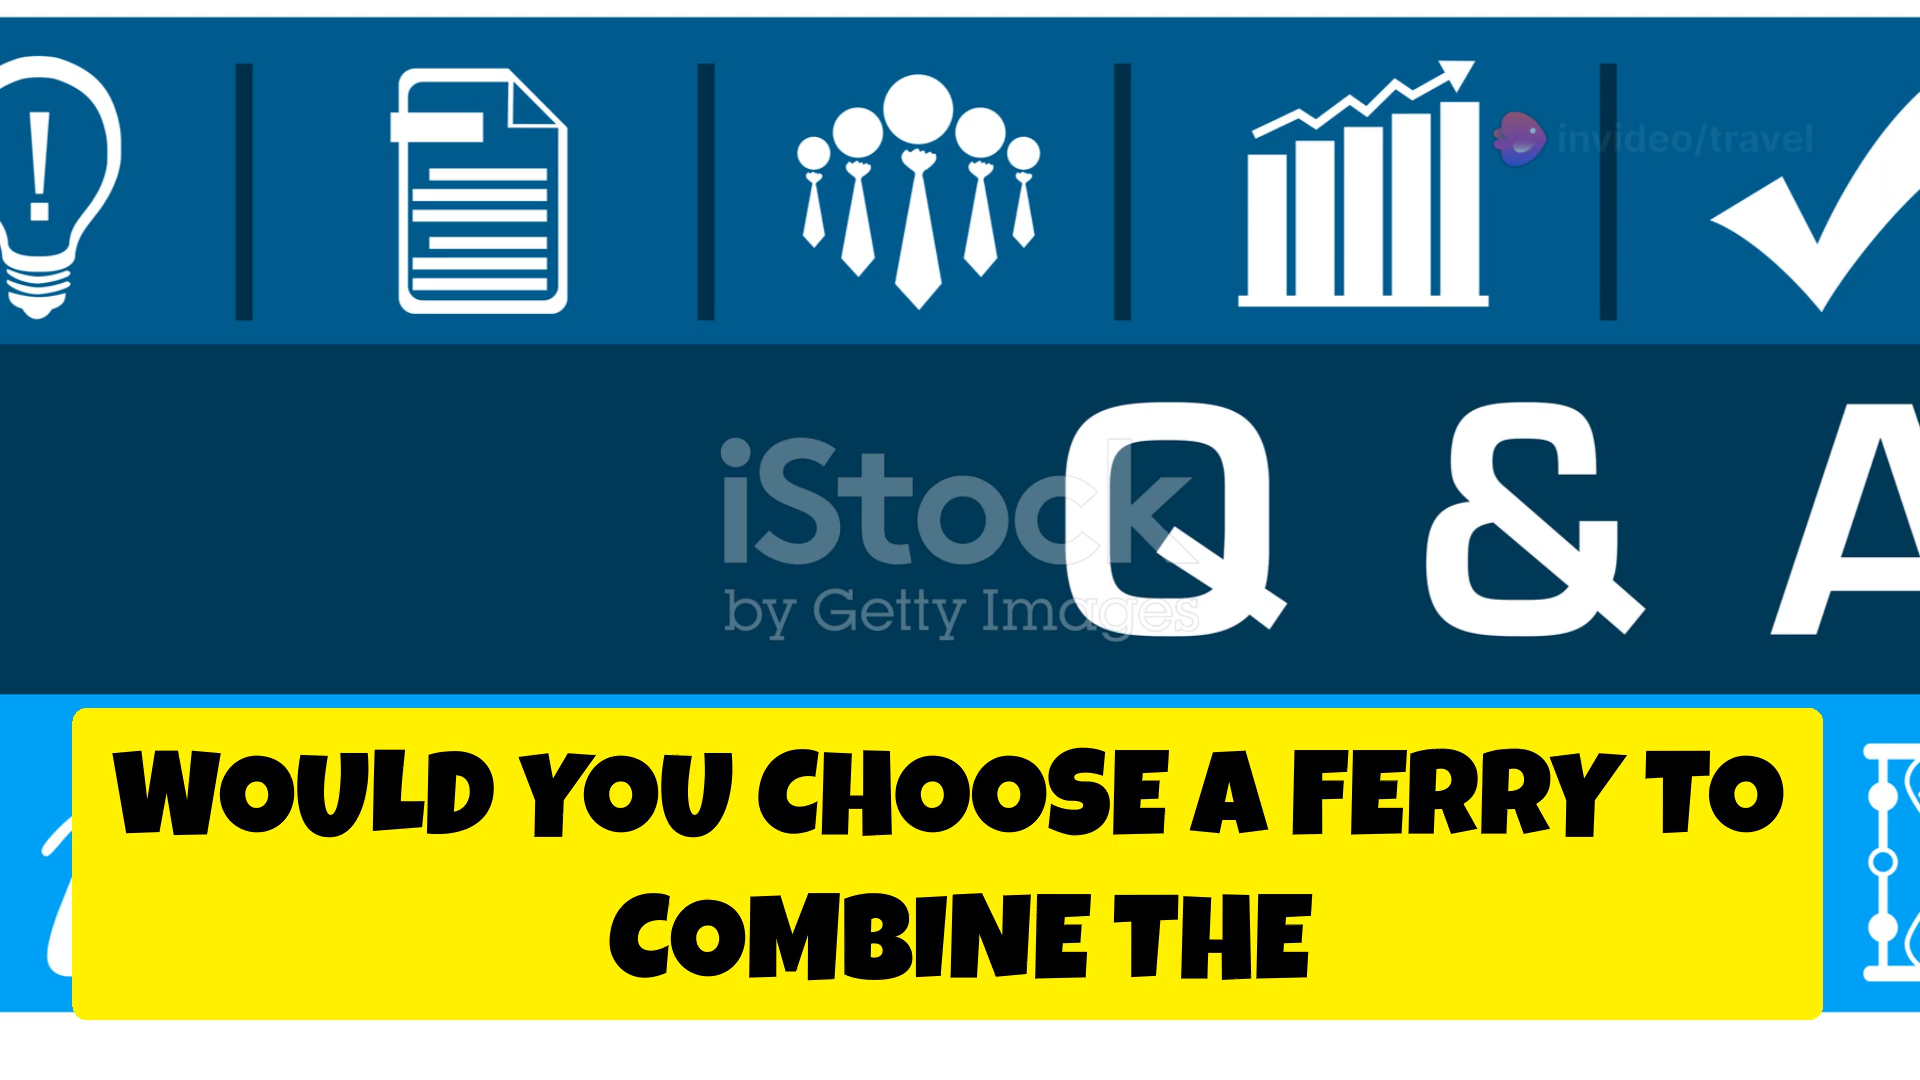 !
invideo/travel
Q & A
iStock
by Getty Images
WOULD YOU CHOOSE A FERRY TO
COMBINE THE